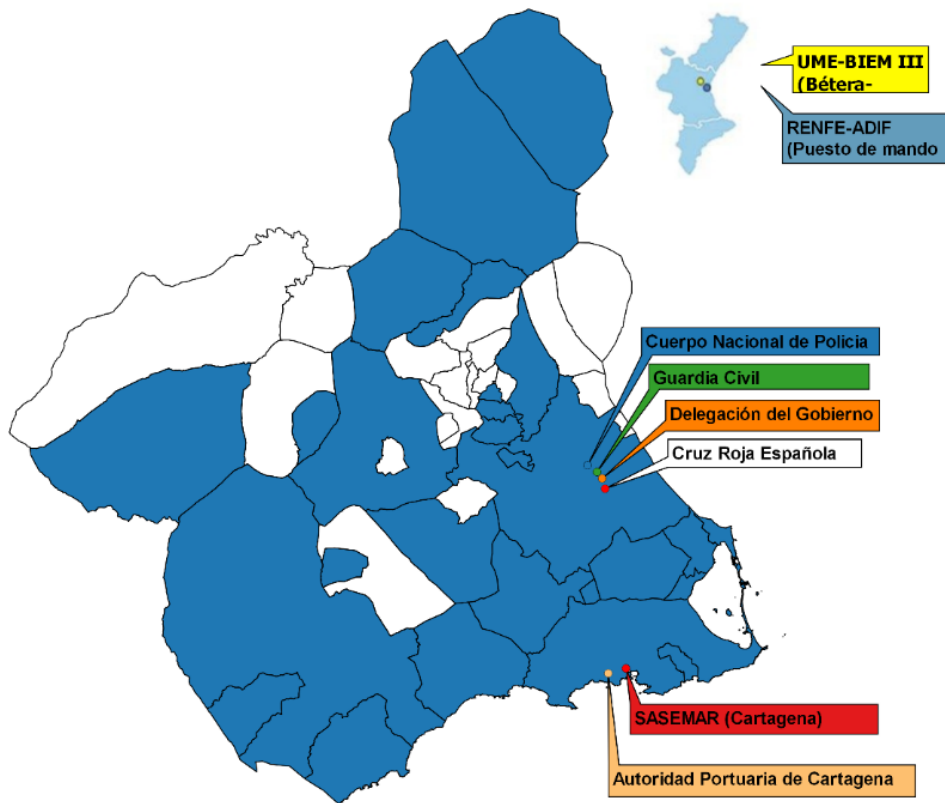 UME-BIEM III
(Bétera-
RENFE-ADIF
(Puesto de mando
Cuerpo Nacional de Policia
Guardia Civil
Delegación del Gobierno
Cruz Roja Española
SASEMAR (Cartagena)
Autoridad Portuaria de Cartagena